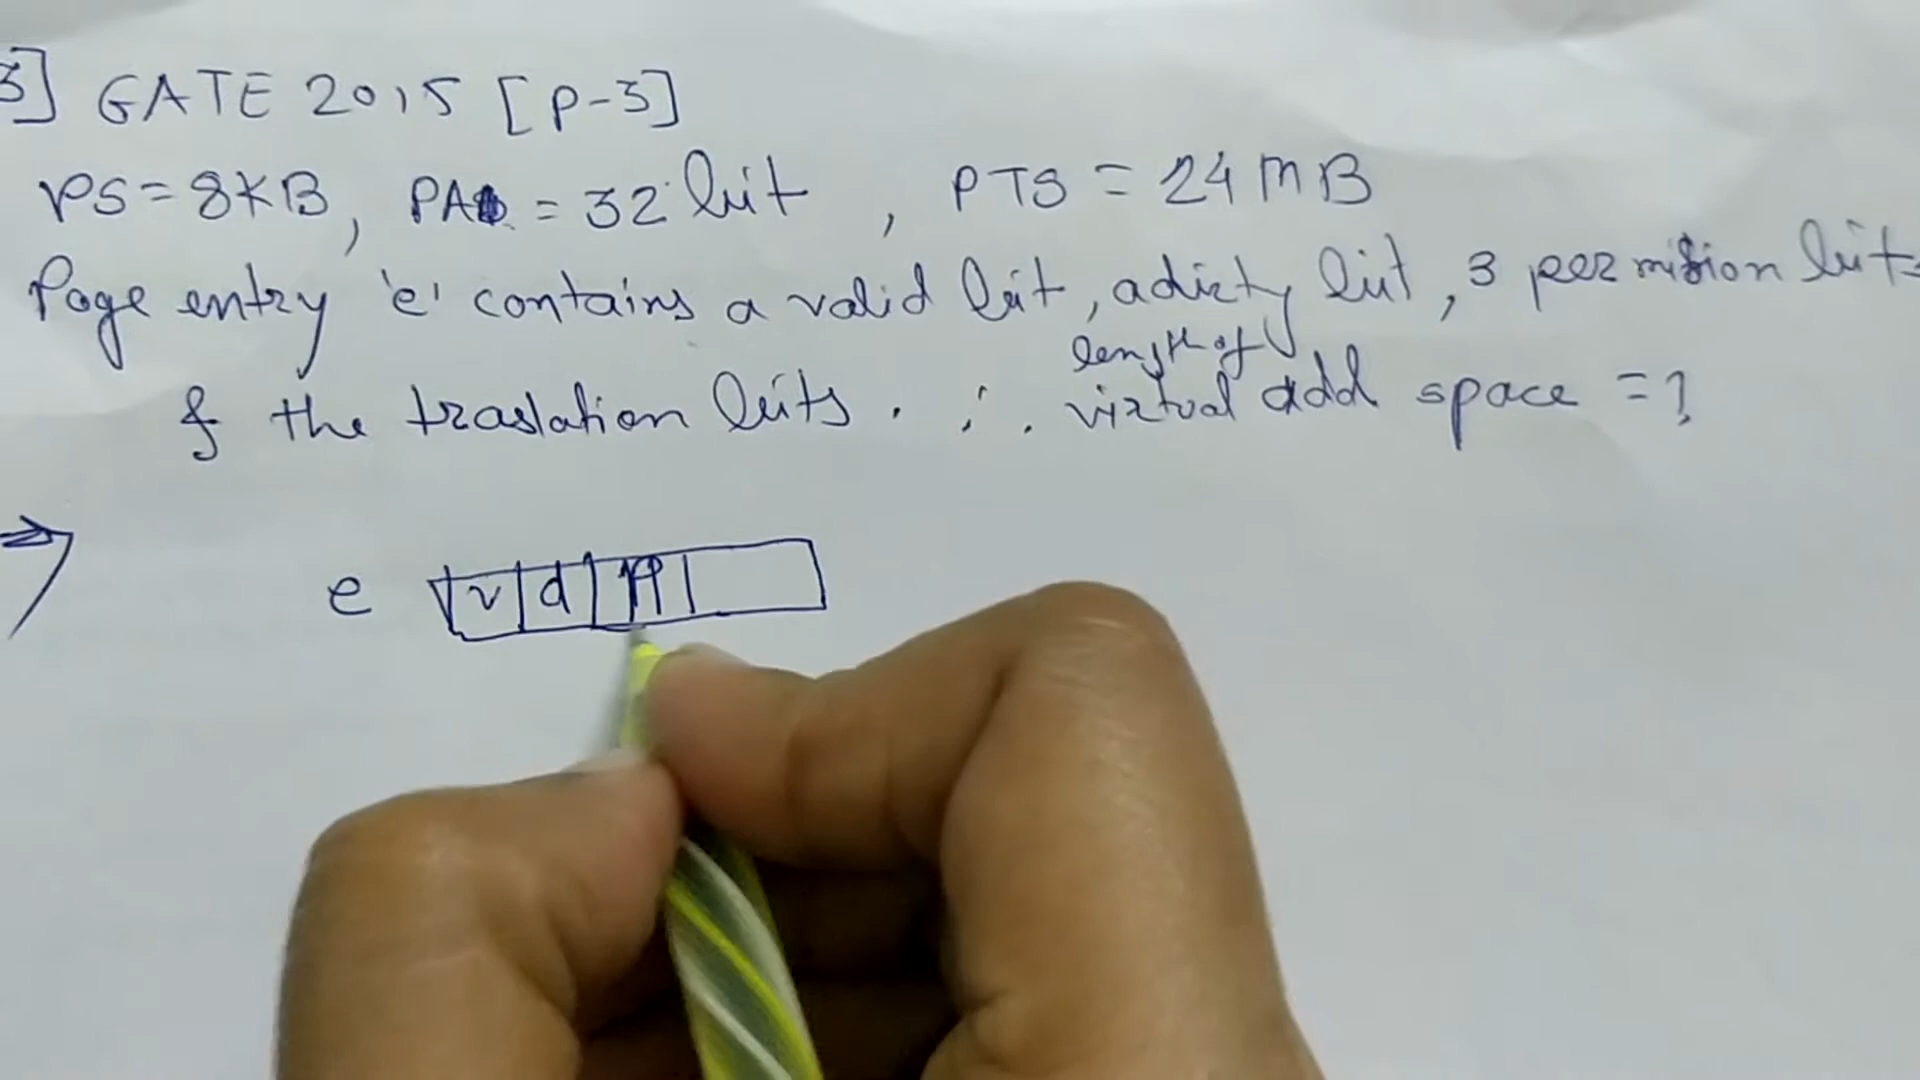 3] GATE 2015 [P-3]
PS = 8KB, PA = 32 bit, PTS = 24 MB
Page entry 'e' contains a valid bit, a dirty bit, 3 permision bits
& the traslation bits. ∴ length of virtual add space = ?
⇒
e v d P